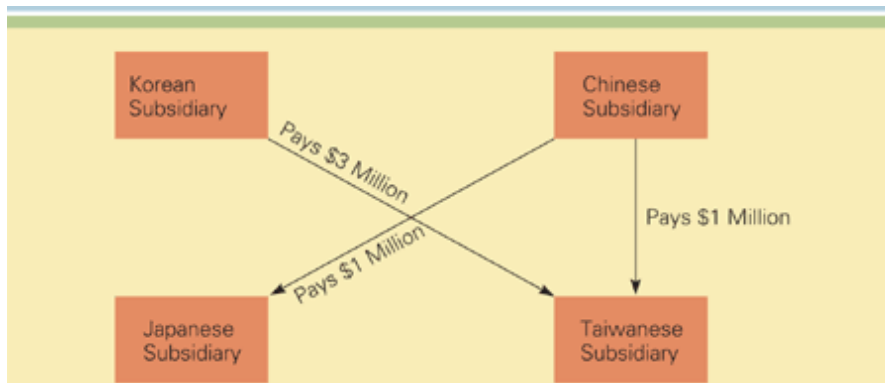 Korean
Subsidiary
Chinese
Subsidiary
Pays $3 Million
Pays $1 Million
Pays $1 Million
Japanese
Subsidiary
Taiwanese
Subsidiary